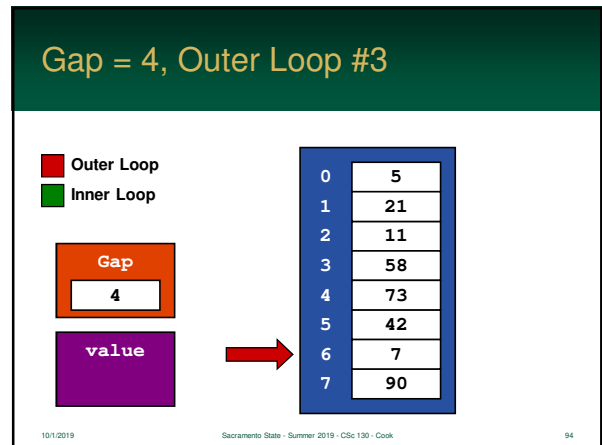 Gap = 4, Outer Loop #3
Outer Loop
Inner Loop
Gap
4
value
0 5
1 21
2 11
3 58
4 73
5 42
6 7
7 90
10/1/2019 Sacramento State - Summer 2019 - CSc 130 - Cook 94